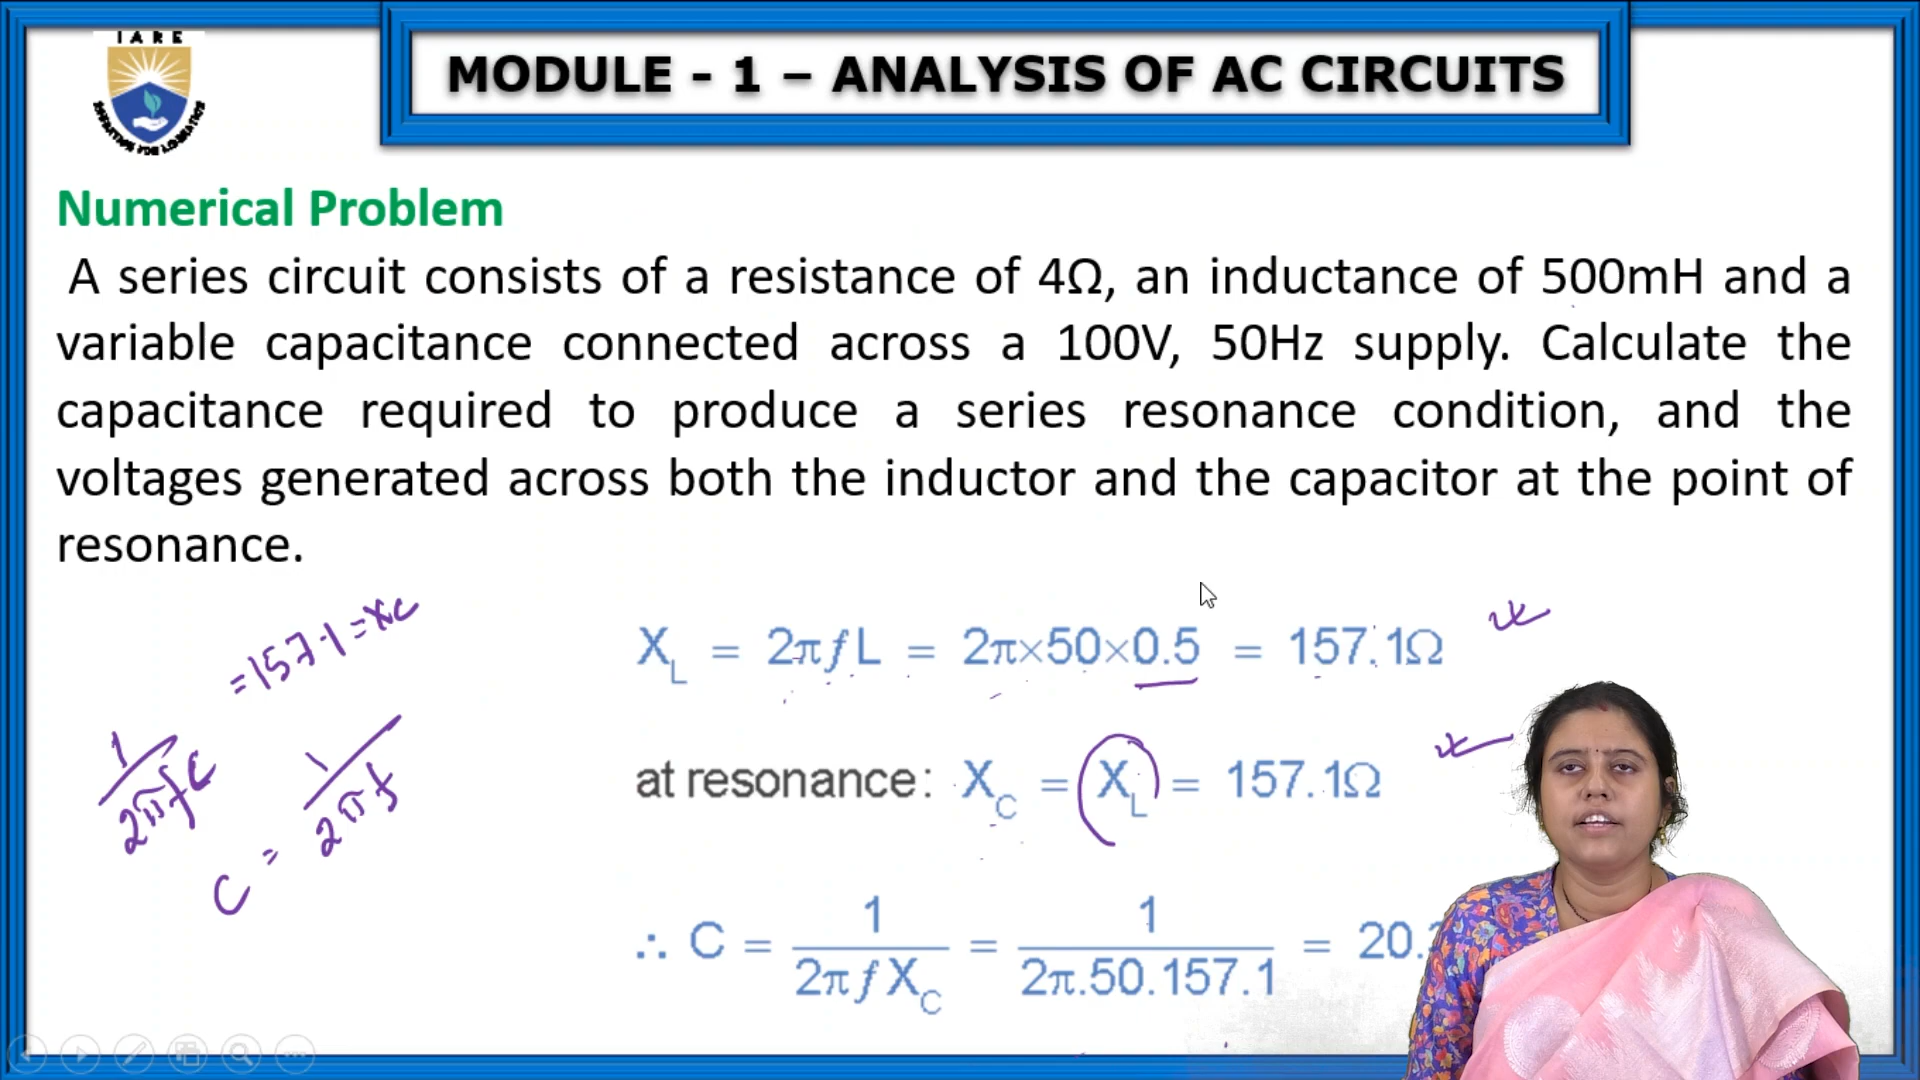 IARE
MODULE - 1 – ANALYSIS OF AC CIRCUITS
Numerical Problem
A series circuit consists of a resistance of 4Ω, an inductance of 500mH and a
variable capacitance connected across a 100V, 50Hz supply. Calculate the
capacitance required to produce a series resonance condition, and the
voltages generated across both the inductor and the capacitor at the point of
resonance.
= 157.1 = Xc
X_L = 2πƒL = 2π×50×0.5 = 157.1Ω
1/2πfC
C = 1/2πf
at resonance: X_C = X_L = 157.1Ω
∴ C = 1/2πƒX_C = 1/2π.50.157.1 = 20.